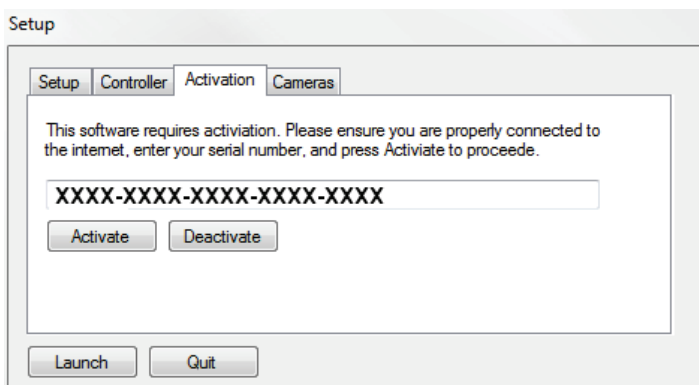 Setup
Setup Controller Activation Cameras
This software requires activiation. Please ensure you are properly connected to
the internet, enter your serial number, and press Activiate to proceede.
XXXX-XXXX-XXXX-XXXX-XXXX
Activate Deactivate
Launch Quit